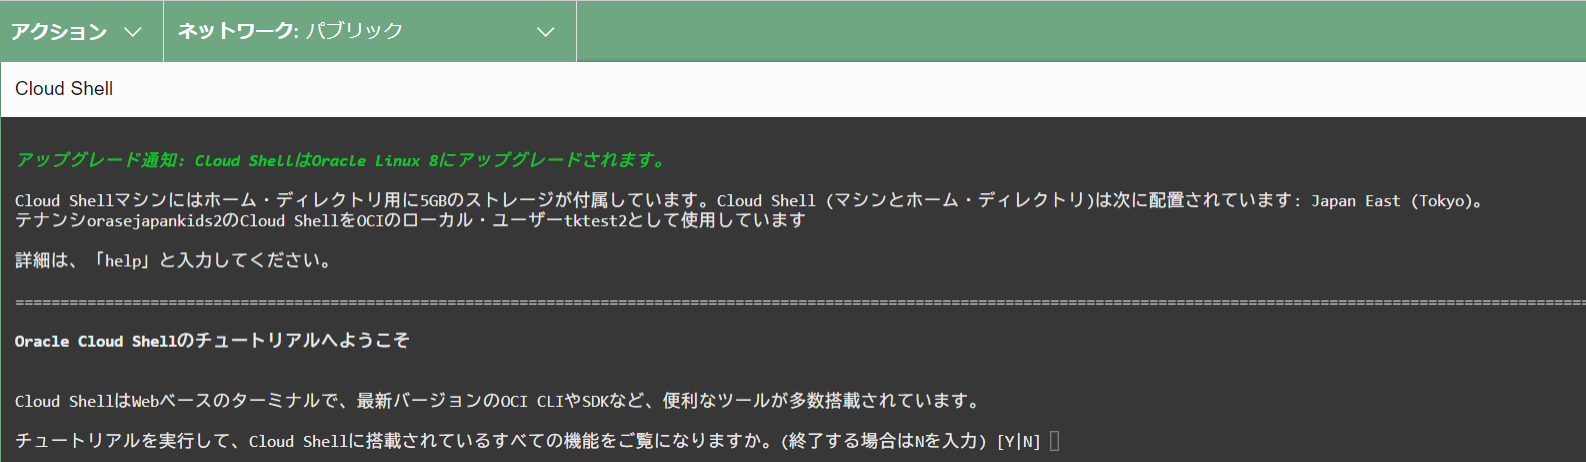 アクション
ネットワーク: パブリック
Cloud Shell
アップグレード通知: Cloud ShellはOracle Linux 8にアップグレードされます。
Cloud Shellマシンにはホーム・ディレクトリ用に5GBのストレージが付属しています。Cloud Shell (マシンとホーム・ディレクトリ)は次に配置されています: Japan East (Tokyo)。
テナンシorasejapankids2のCloud ShellをOCIのローカル・ユーザーtktest2として使用しています
詳細は、「help」と入力してください。
Oracle Cloud Shellのチュートリアルへようこそ
Cloud ShellはWebベースのターミナルで、最新バージョンのOCI CLIやSDKなど、便利なツールが多数搭載されています。
チュートリアルを実行して、Cloud Shellに搭載されているすべての機能をご覧になりますか。(終了する場合はNを入力) [Y|N]